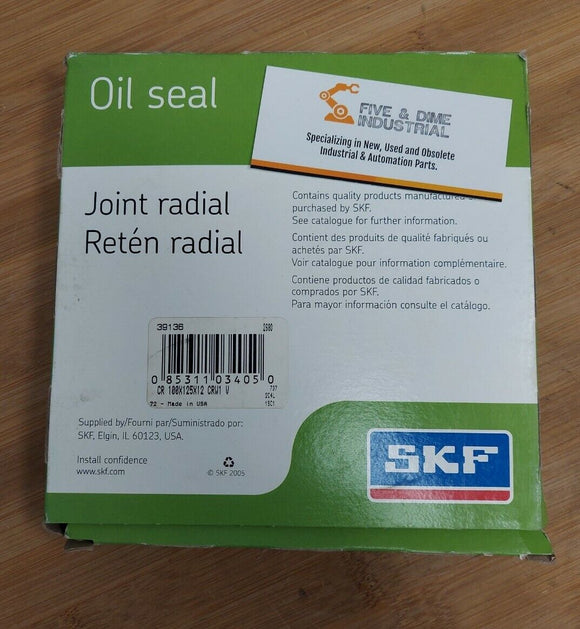 Oil seal
FIVE & DIME
INDUSTRIAL
Specializing in New, Used and Obsolete
Industrial & Automation Parts.
Joint radial
Retén radial
Contains quality products manufactured
purchased by SKF.
See catalogue for further information.
Contient des produits de qualité fabriqués ou
achetés par SKF.
Voir catalogue pour information complémentaire.
Contiene productos de calidad fabricados o
comprados por SKF.
Para mayor información consulte el catálogo.
39136 2680
0 85311 03405 0
CR 100X125X12 CRW1 V 737
72 - Made in USA
Supplied by/Fourni par/Suministrado por:
SKF, Elgin, IL 60123, USA.
Install confidence
www.skf.com
© SKF 2005
SKF